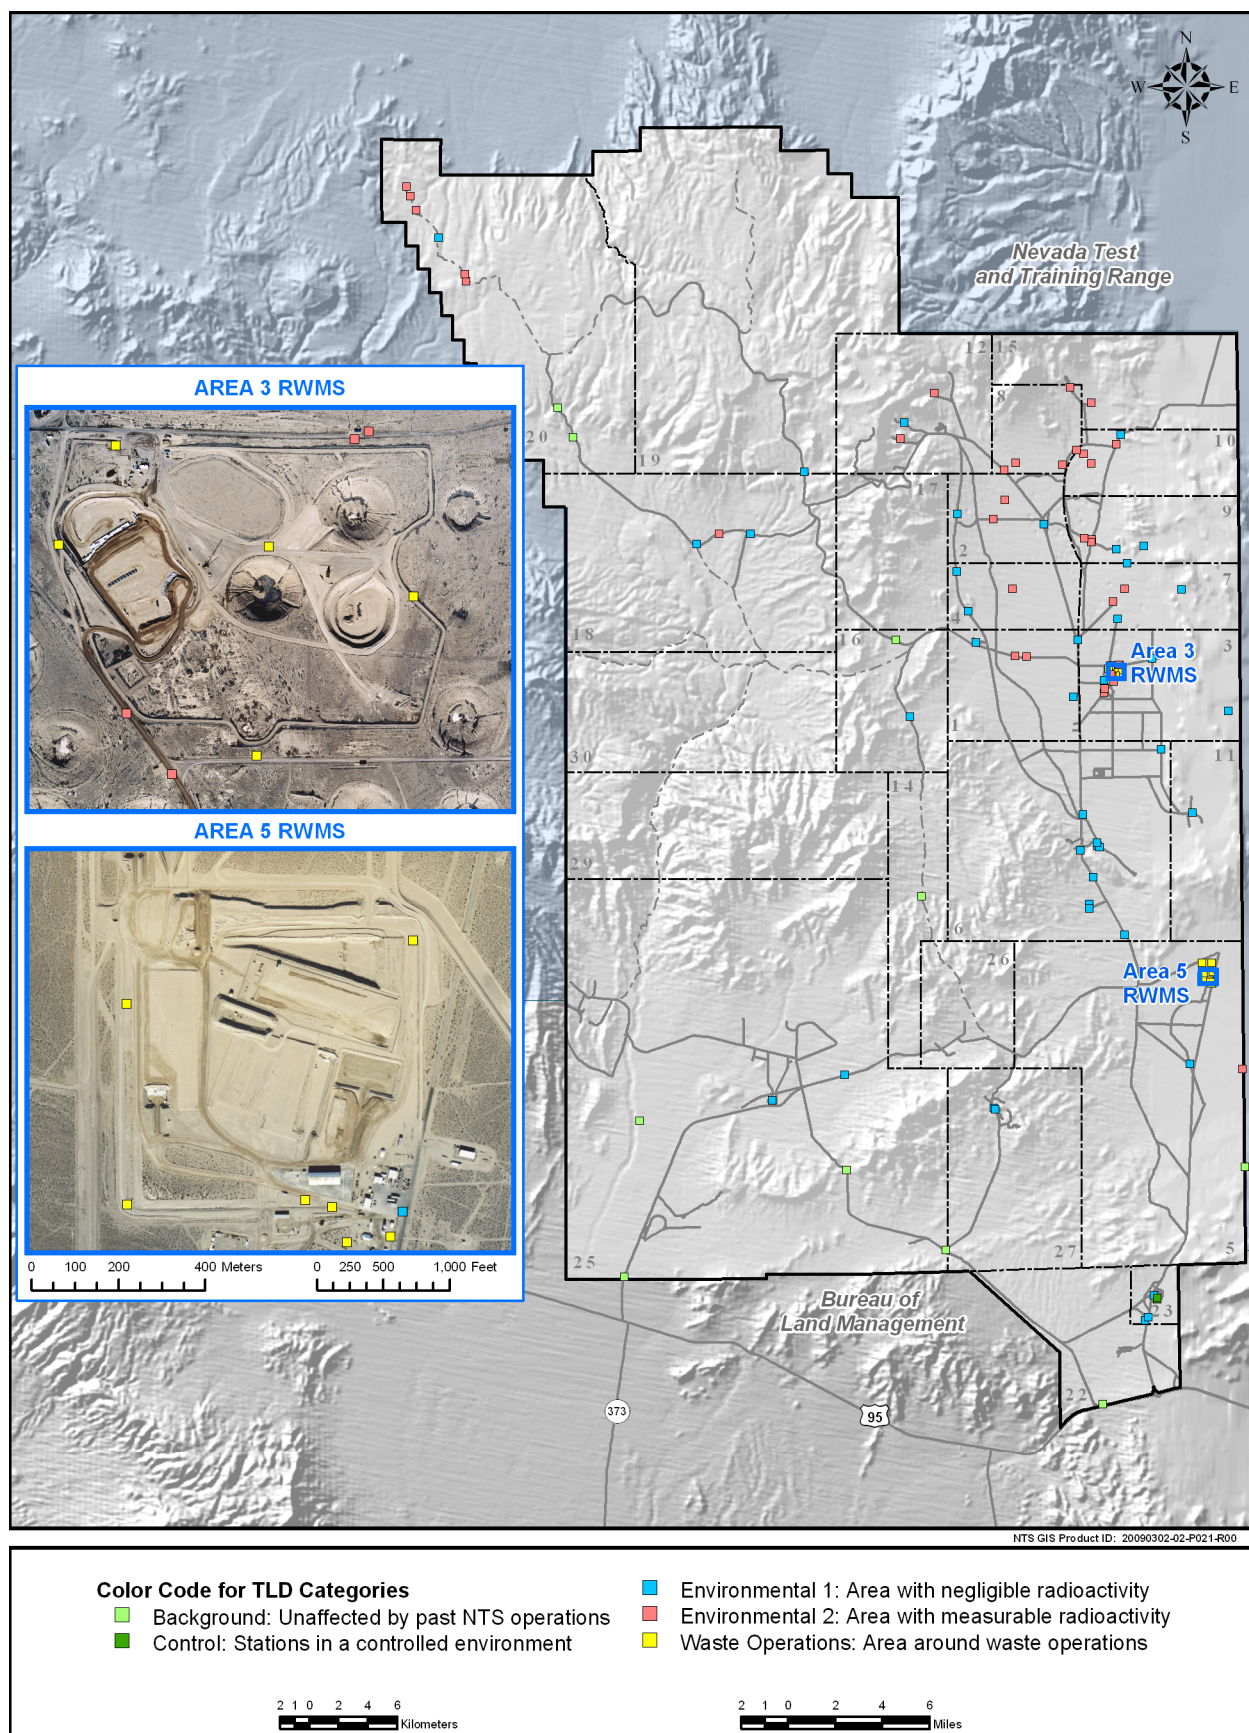 N
W E
S
Nevada Test
and Training Range
12 15
8
10
20
19
17
9
2
7
4
18
16
3
Area 3
RWMS
1
30
11
14
29
6
26
Area 5
RWMS
25
27
5
23
22
Bureau of
Land Management
373
95
AREA 3 RWMS
AREA 5 RWMS
0 100 200 400 Meters
0 250 500 1,000 Feet
NTS GIS Product ID: 20090302-02-P021-R00
Color Code for TLD Categories
Background: Unaffected by past NTS operations
Control: Stations in a controlled environment
Environmental 1: Area with negligible radioactivity
Environmental 2: Area with measurable radioactivity
Waste Operations: Area around waste operations
2 1 0 2 4 6
Kilometers
2 1 0 2 4 6
Miles